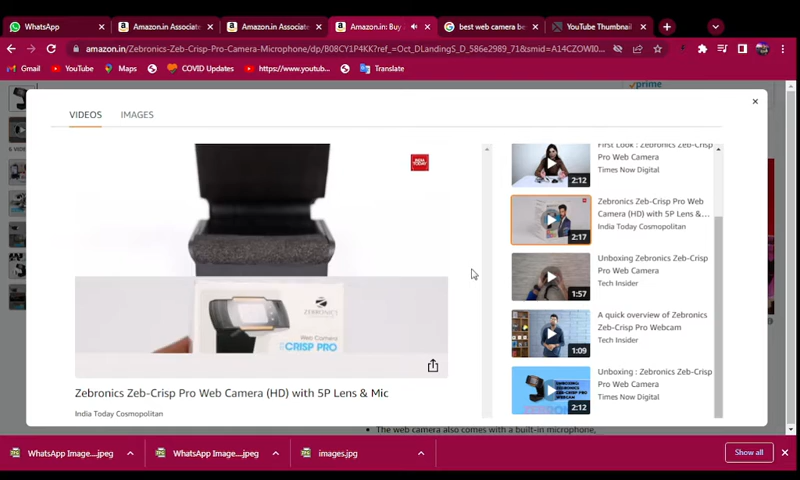 WhatsApp
Amazon.in Associate
Amazon.in Associate
Amazon.in: Buy
best web camera be
YouTube Thumbnail
amazon.in/Zebronics-Zeb-Crisp-Pro-Camera-Microphone/dp/B08CY1P4KK?ref_=Oct_DLandingS_D_586e2989_71&smid=A14CZOWI0...
Gmail
YouTube
Maps
COVID Updates
https://www.youtub...
Translate
prime
VIDEOS
IMAGES
INDIA TODAY
ZEBRONICS
Web Camera
CRISP PRO
Zebronics Zeb-Crisp Pro Web Camera (HD) with 5P Lens & Mic
India Today Cosmopolitan
First Look : Zebronics Zeb-Crisp
Pro Web Camera
Times Now Digital
2:12
Zebronics Zeb-Crisp Pro Web
Camera (HD) with 5P Lens &...
India Today Cosmopolitan
2:17
Unboxing Zebronics Zeb-Crisp
Pro Web Camera
Tech Insider
1:57
A quick overview of Zebronics
Zeb-Crisp Pro Webcam
Tech Insider
1:09
Unboxing : Zebronics Zeb-Crisp
Pro Web Camera
Times Now Digital
2:12
The web camera also comes with a built-in microphone,
WhatsApp Image....jpeg
WhatsApp Image....jpeg
images.jpg
Show all